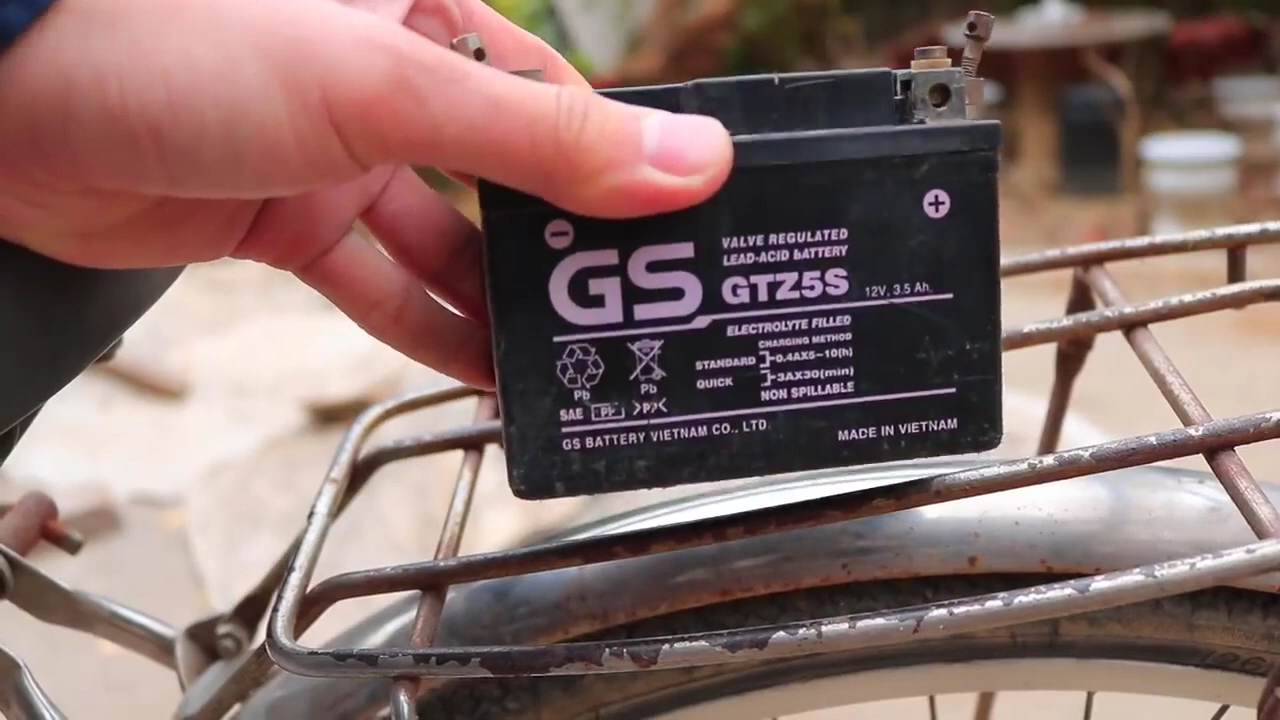 GS
VALVE REGULATED
LEAD-ACID BATTERY
GTZ5S 12V, 3.5 Ah.
ELECTROLYTE FILLED
CHARGING METHOD
STANDARD 0.4AX5~10(h)
QUICK 3AX30(min)
NON SPILLABLE
Pb Pb
SAE >PP<
GS BATTERY VIETNAM CO., LTD.
MADE IN VIETNAM